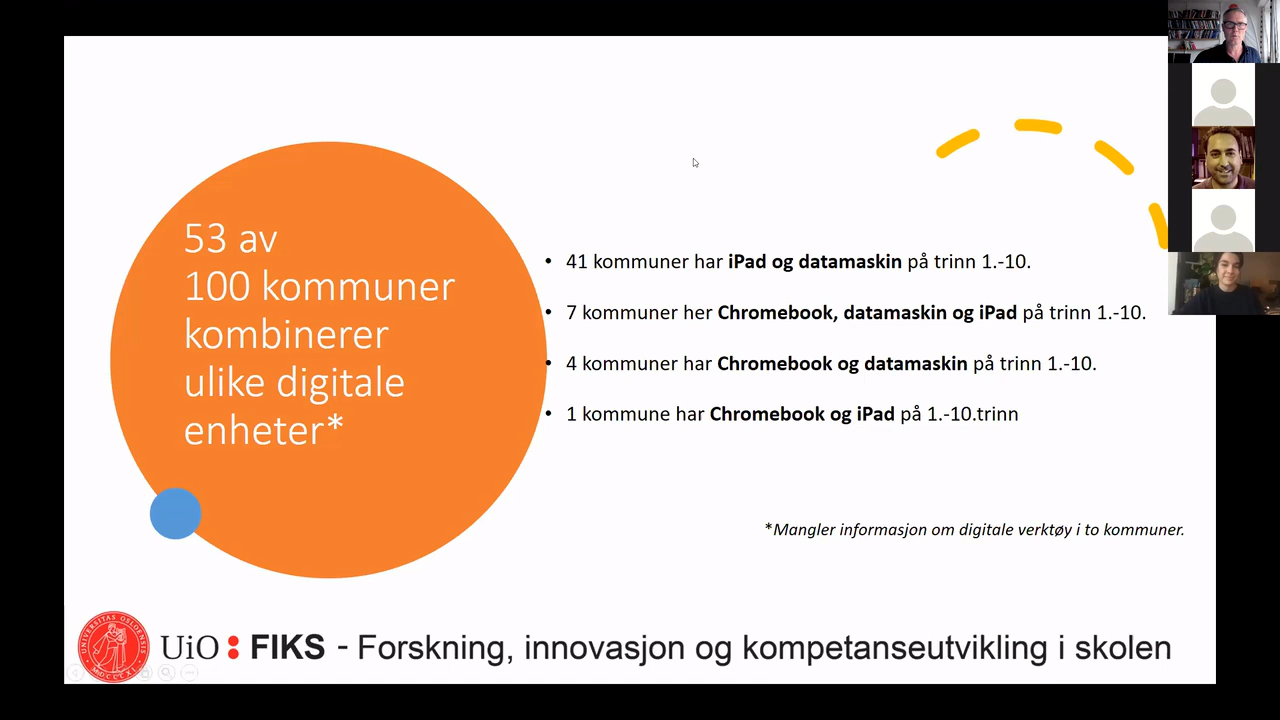 53 av
100 kommuner
kombinerer
ulike digitale
enheter*
• 41 kommuner har iPad og datamaskin på trinn 1.-10.
• 7 kommuner her Chromebook, datamaskin og iPad på trinn 1.-10.
• 4 kommuner har Chromebook og datamaskin på trinn 1.-10.
• 1 kommune har Chromebook og iPad på 1.-10.trinn
*Mangler informasjon om digitale verktøy i to kommuner.
UNIVERSITAS OSLOENSIS
MDCCCXI
UiO : FIKS - Forskning, innovasjon og kompetanseutvikling i skolen